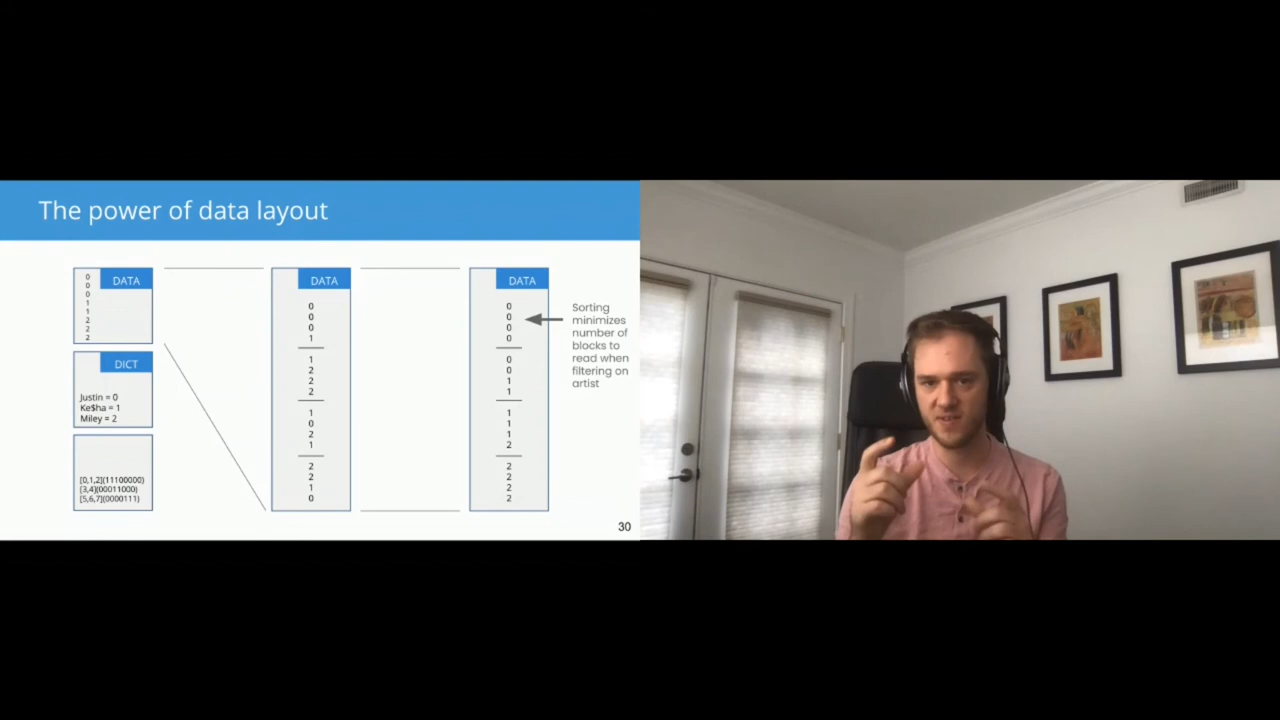 The power of data layout
DATA
0
0
0
1
1
2
2
2
DICT
Justin = 0
Ke$ha = 1
Miley = 2
[0,1,2](11100000)
[3,4](00011000)
[5,6,7](0000111)
DATA
0
0
0
1
1
2
2
2
1
0
2
1
2
2
1
0
DATA
0
0
0
0
0
0
1
1
1
1
1
2
2
2
2
2
Sorting
minimizes
number of
blocks to
read when
filtering on
artist
30